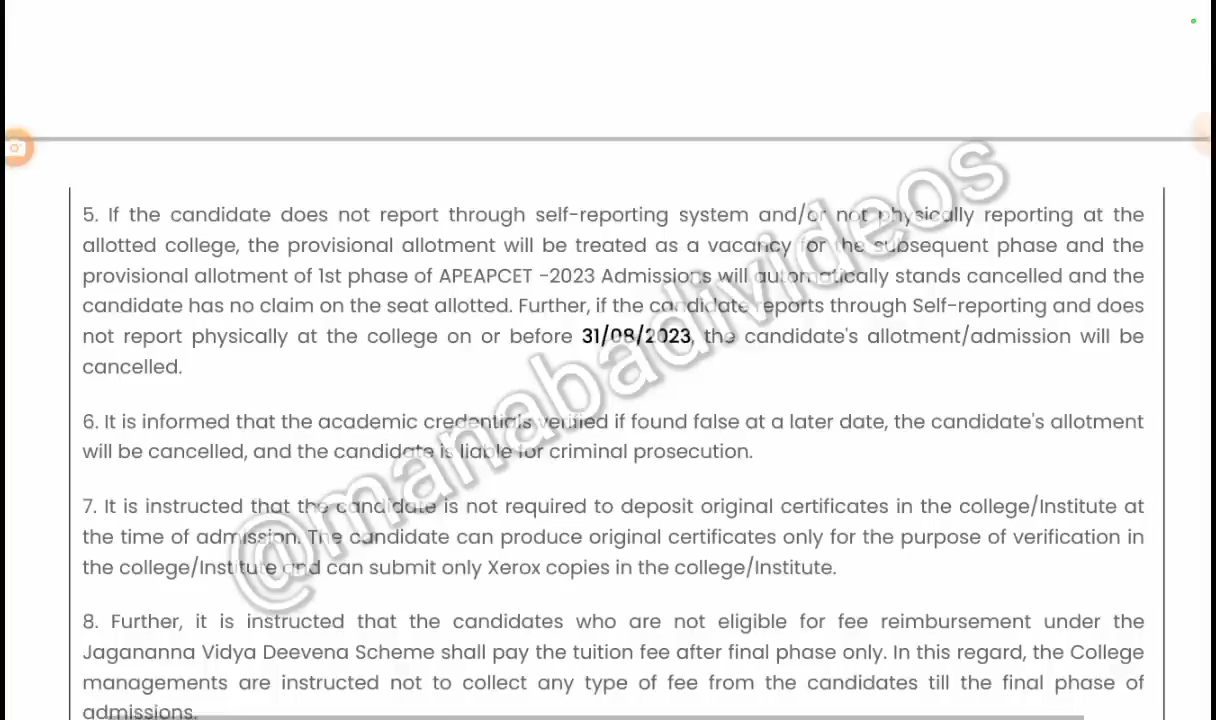 5. If the candidate does not report through self-reporting system and/or not physically reporting at the
allotted college, the provisional allotment will be treated as a vacancy for the subsequent phase and the
provisional allotment of 1st phase of APEAPCET -2023 Admissions will automatically stands cancelled and the
candidate has no claim on the seat allotted. Further, if the candidate reports through Self-reporting and does
not report physically at the college on or before 31/08/2023, the candidate's allotment/admission will be
cancelled.
6. It is informed that the academic credentials verified if found false at a later date, the candidate's allotment
will be cancelled, and the candidate is liable for criminal prosecution.
7. It is instructed that the candidate is not required to deposit original certificates in the college/Institute at
the time of admission. The candidate can produce original certificates only for the purpose of verification in
the college/Institute and can submit only Xerox copies in the college/Institute.
8. Further, it is instructed that the candidates who are not eligible for fee reimbursement under the
Jagananna Vidya Deevena Scheme shall pay the tuition fee after final phase only. In this regard, the College
managements are instructed not to collect any type of fee from the candidates till the final phase of
admissions.
@manabadivideos